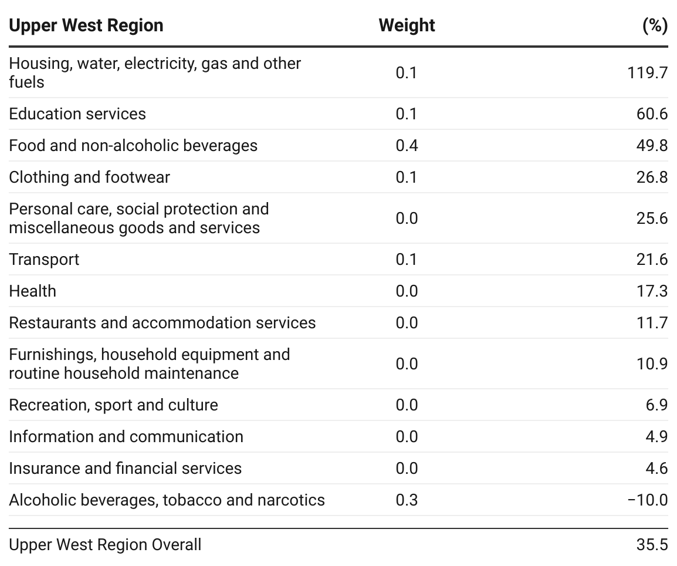 Upper West Region Weight (%)
Housing, water, electricity, gas and other
fuels 0.1 119.7
Education services 0.1 60.6
Food and non-alcoholic beverages 0.4 49.8
Clothing and footwear 0.1 26.8
Personal care, social protection and
miscellaneous goods and services 0.0 25.6
Transport 0.1 21.6
Health 0.0 17.3
Restaurants and accommodation services 0.0 11.7
Furnishings, household equipment and
routine household maintenance 0.0 10.9
Recreation, sport and culture 0.0 6.9
Information and communication 0.0 4.9
Insurance and financial services 0.0 4.6
Alcoholic beverages, tobacco and narcotics 0.3 −10.0
Upper West Region Overall 35.5